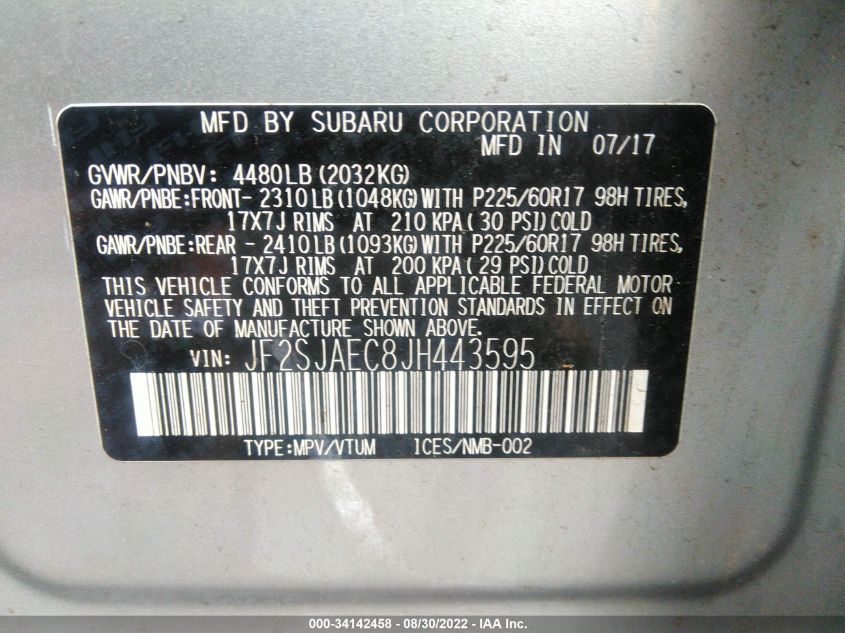 MFD BY SUBARU CORPORATION
MFD IN 07/17
GVWR/PNBV: 4480LB (2032KG)
GAWR/PNBE:FRONT- 2310LB(1048KG)WITH P225/60R17 98H TIRES,
17X7J RIMS AT 210 KPA(30 PSI)COLD
GAWR/PNBE:REAR - 2410LB(1093KG)WITH P225/60R17 98H TIRES,
17X7J RIMS AT 200 KPA(29 PSI)COLD
THIS VEHICLE CONFORMS TO ALL APPLICABLE FEDERAL MOTOR
VEHICLE SAFETY AND THEFT PREVENTION STANDARDS IN EFFECT ON
THE DATE OF MANUFACTURE SHOWN ABOVE.
VIN: JF2SJAEC8JH443595
TYPE:MPV/VTUM ICES/NMB-002
000-34142458 - 08/30/2022 - IAA Inc.